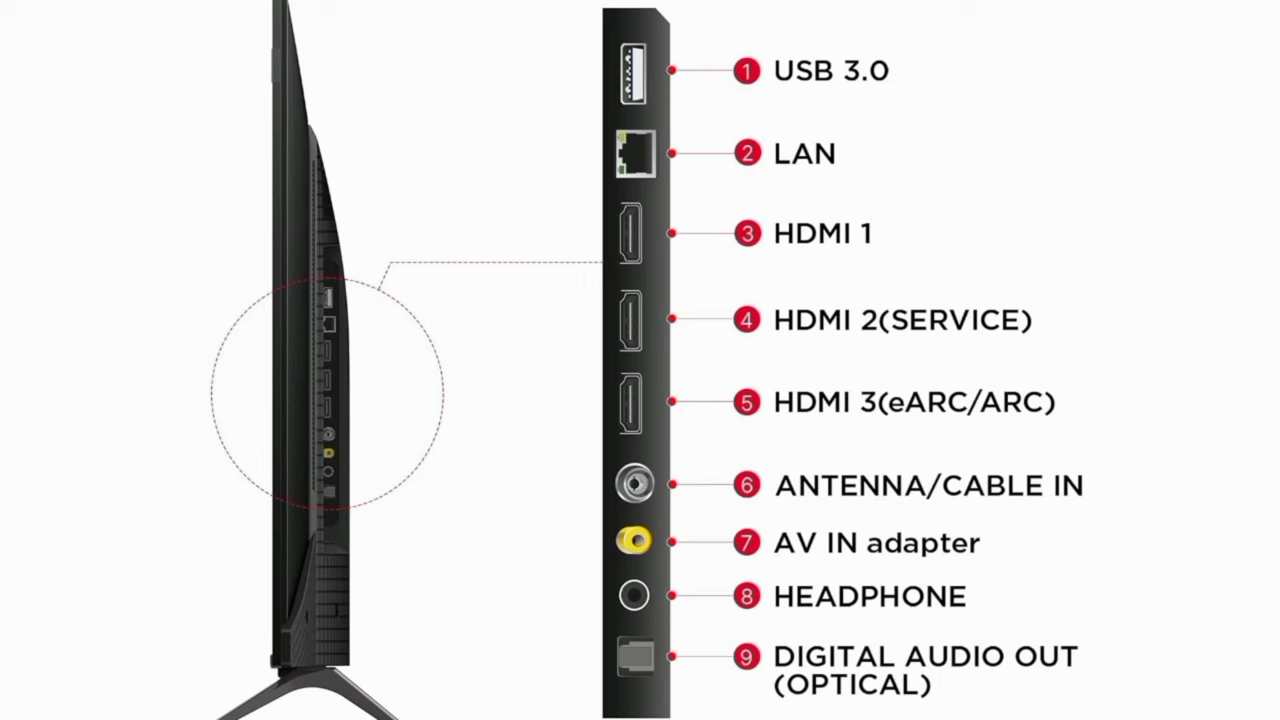 1 USB 3.0
2 LAN
3 HDMI 1
4 HDMI 2(SERVICE)
5 HDMI 3(eARC/ARC)
6 ANTENNA/CABLE IN
7 AV IN adapter
8 HEADPHONE
9 DIGITAL AUDIO OUT
(OPTICAL)